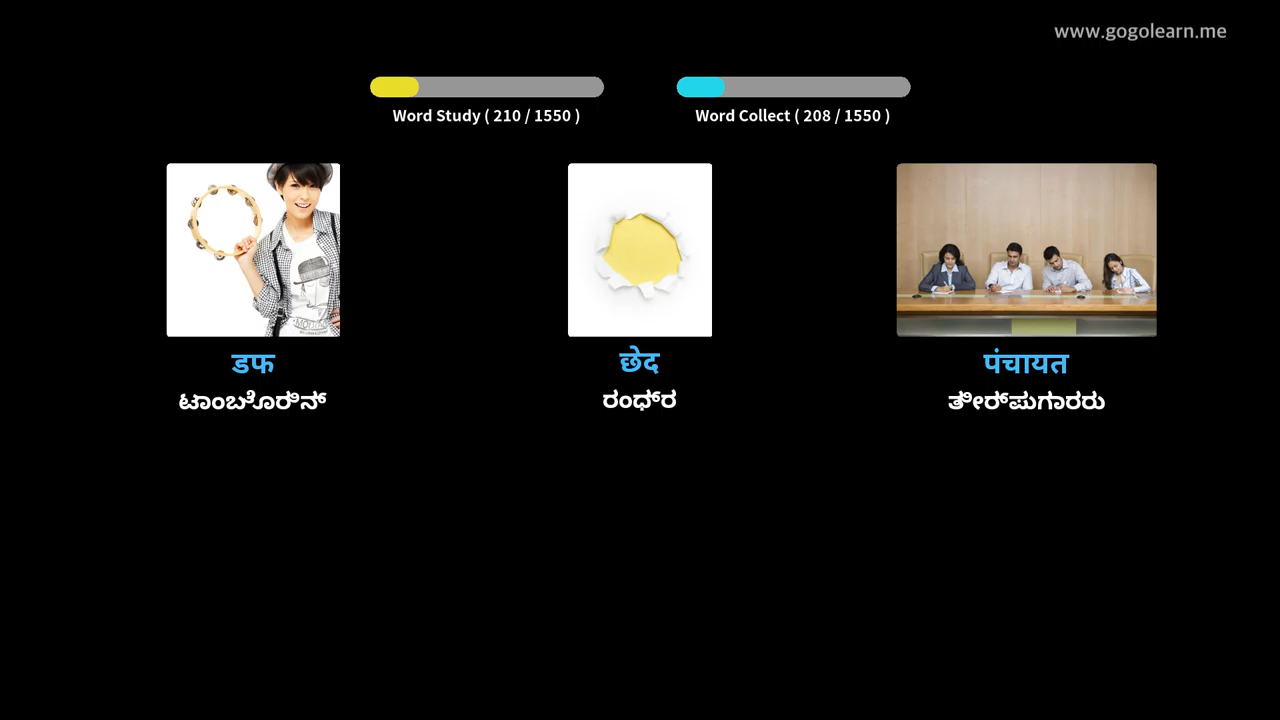 www.gogolearn.me
Word Study ( 210 / 1550 )
Word Collect ( 208 / 1550 )
डफ
छेद
पंचायत
ಟಾಂಬೊರಿನ್
ರಂಧ್ರ
ತೀರ್ಪುಗಾರರು